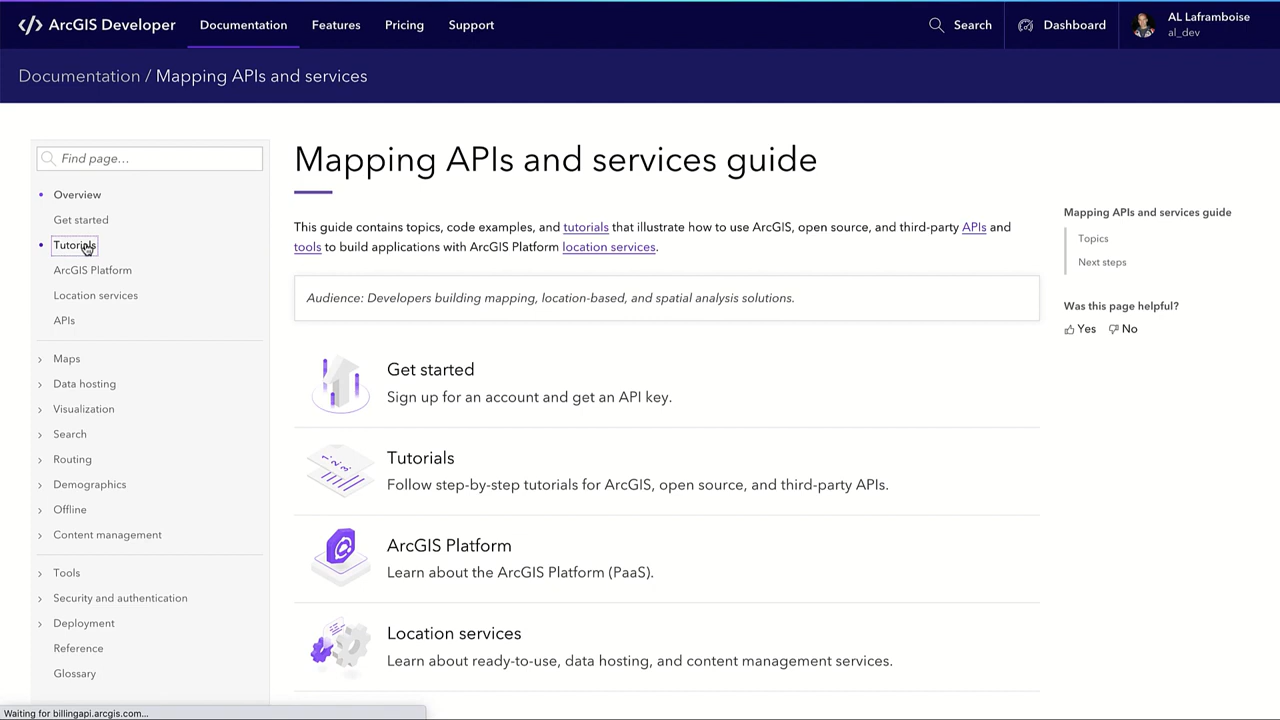 </> ArcGIS Developer Documentation Features Pricing Support Search Dashboard AL Laframboise
al_dev
Documentation / Mapping APIs and services
Find page...
Overview
Get started
Tutorials
ArcGIS Platform
Location services
APIs
Maps
Data hosting
Visualization
Search
Routing
Demographics
Offline
Content management
Tools
Security and authentication
Deployment
Reference
Glossary
Mapping APIs and services guide
This guide contains topics, code examples, and tutorials that illustrate how to use ArcGIS, open source, and third-party APIs and
tools to build applications with ArcGIS Platform location services.
Audience: Developers building mapping, location-based, and spatial analysis solutions.
Get started
Sign up for an account and get an API key.
Tutorials
Follow step-by-step tutorials for ArcGIS, open source, and third-party APIs.
ArcGIS Platform
Learn about the ArcGIS Platform (PaaS).
Location services
Learn about ready-to-use, data hosting, and content management services.
Mapping APIs and services guide
Topics
Next steps
Was this page helpful?
Yes No
Waiting for billingapi.arcgis.com...